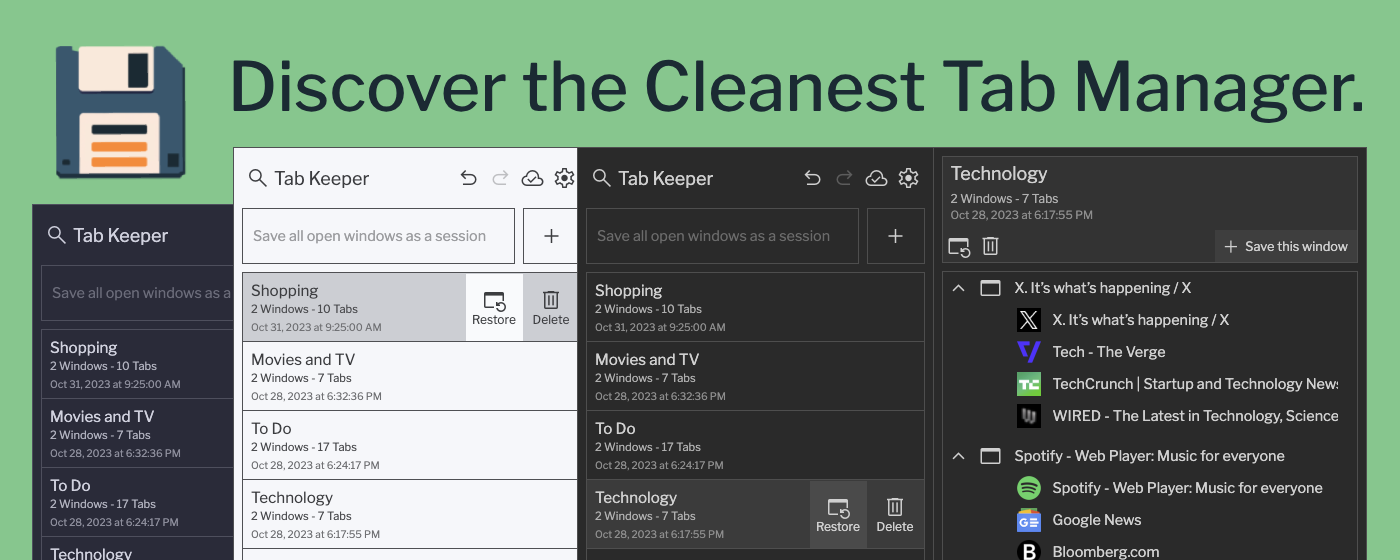 Discover the Cleanest Tab Manager.
Tab Keeper
Save all open windows as a
Shopping
2 Windows - 10 Tabs
Oct 31, 2023 at 9:25:00 AM
Movies and TV
2 Windows - 7 Tabs
Oct 28, 2023 at 6:32:36 PM
To Do
2 Windows - 17 Tabs
Oct 28, 2023 at 6:24:17 PM
Technology
Tab Keeper
Save all open windows as a session
Shopping
2 Windows - 10 Tabs
Oct 31, 2023 at 9:25:00 AM
Restore
Delete
Movies and TV
2 Windows - 7 Tabs
Oct 28, 2023 at 6:32:36 PM
To Do
2 Windows - 17 Tabs
Oct 28, 2023 at 6:24:17 PM
Technology
2 Windows - 7 Tabs
Oct 28, 2023 at 6:17:55 PM
Tab Keeper
Save all open windows as a session
Shopping
2 Windows - 10 Tabs
Oct 31, 2023 at 9:25:00 AM
Movies and TV
2 Windows - 7 Tabs
Oct 28, 2023 at 6:32:36 PM
To Do
2 Windows - 17 Tabs
Oct 28, 2023 at 6:24:17 PM
Technology
2 Windows - 7 Tabs
Oct 28, 2023 at 6:17:55 PM
Restore
Delete
Technology
2 Windows - 7 Tabs
Oct 28, 2023 at 6:17:55 PM
Save this window
X. It’s what’s happening / X
X. It’s what’s happening / X
Tech - The Verge
TC TechCrunch | Startup and Technology News
WIRED - The Latest in Technology, Science
Spotify - Web Player: Music for everyone
Spotify - Web Player: Music for everyone
GE Google News
B Bloomberg.com